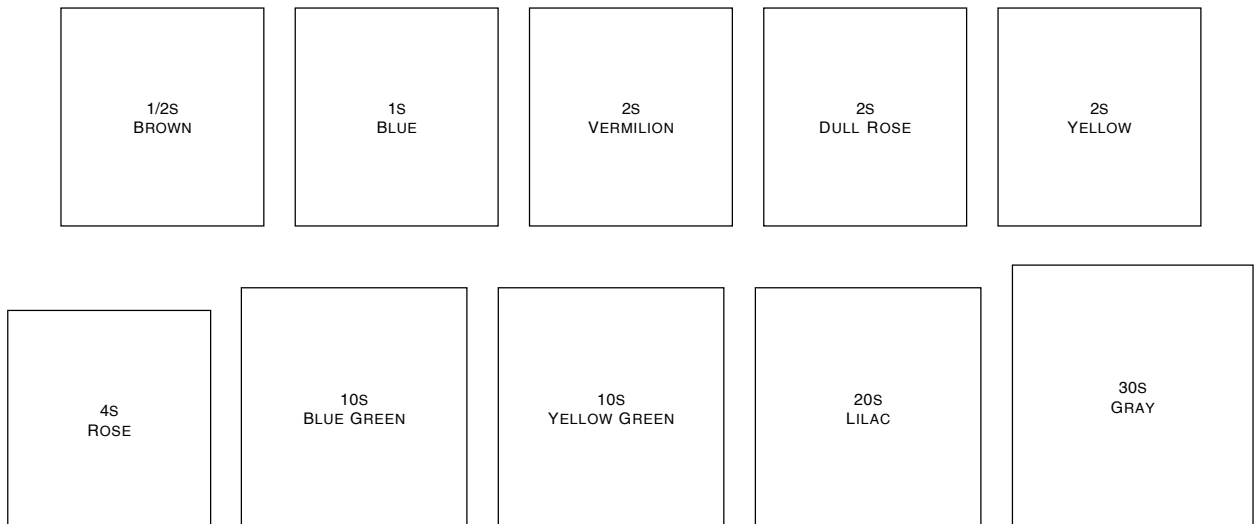 1/2S
BROWN
1S
BLUE
2S
VERMILION
2S
DULL ROSE
2S
YELLOW
4S
ROSE
10S
BLUE GREEN
10S
YELLOW GREEN
20S
LILAC
30S
GRAY